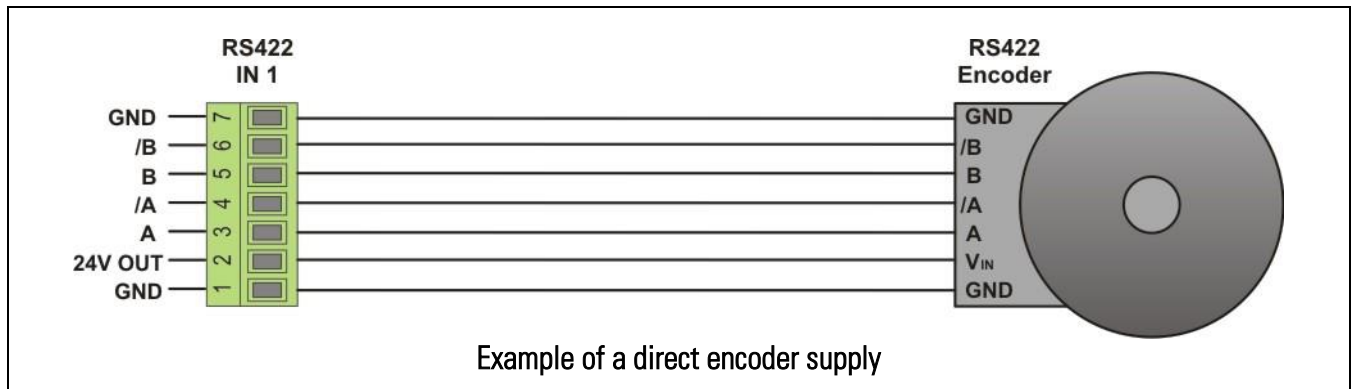 RS422
IN 1
RS422
Encoder
GND
7
GND
/B
6
/B
B
5
B
/A
4
/A
A
3
A
24V OUT
2
VIN
GND
1
GND
Example of a direct encoder supply